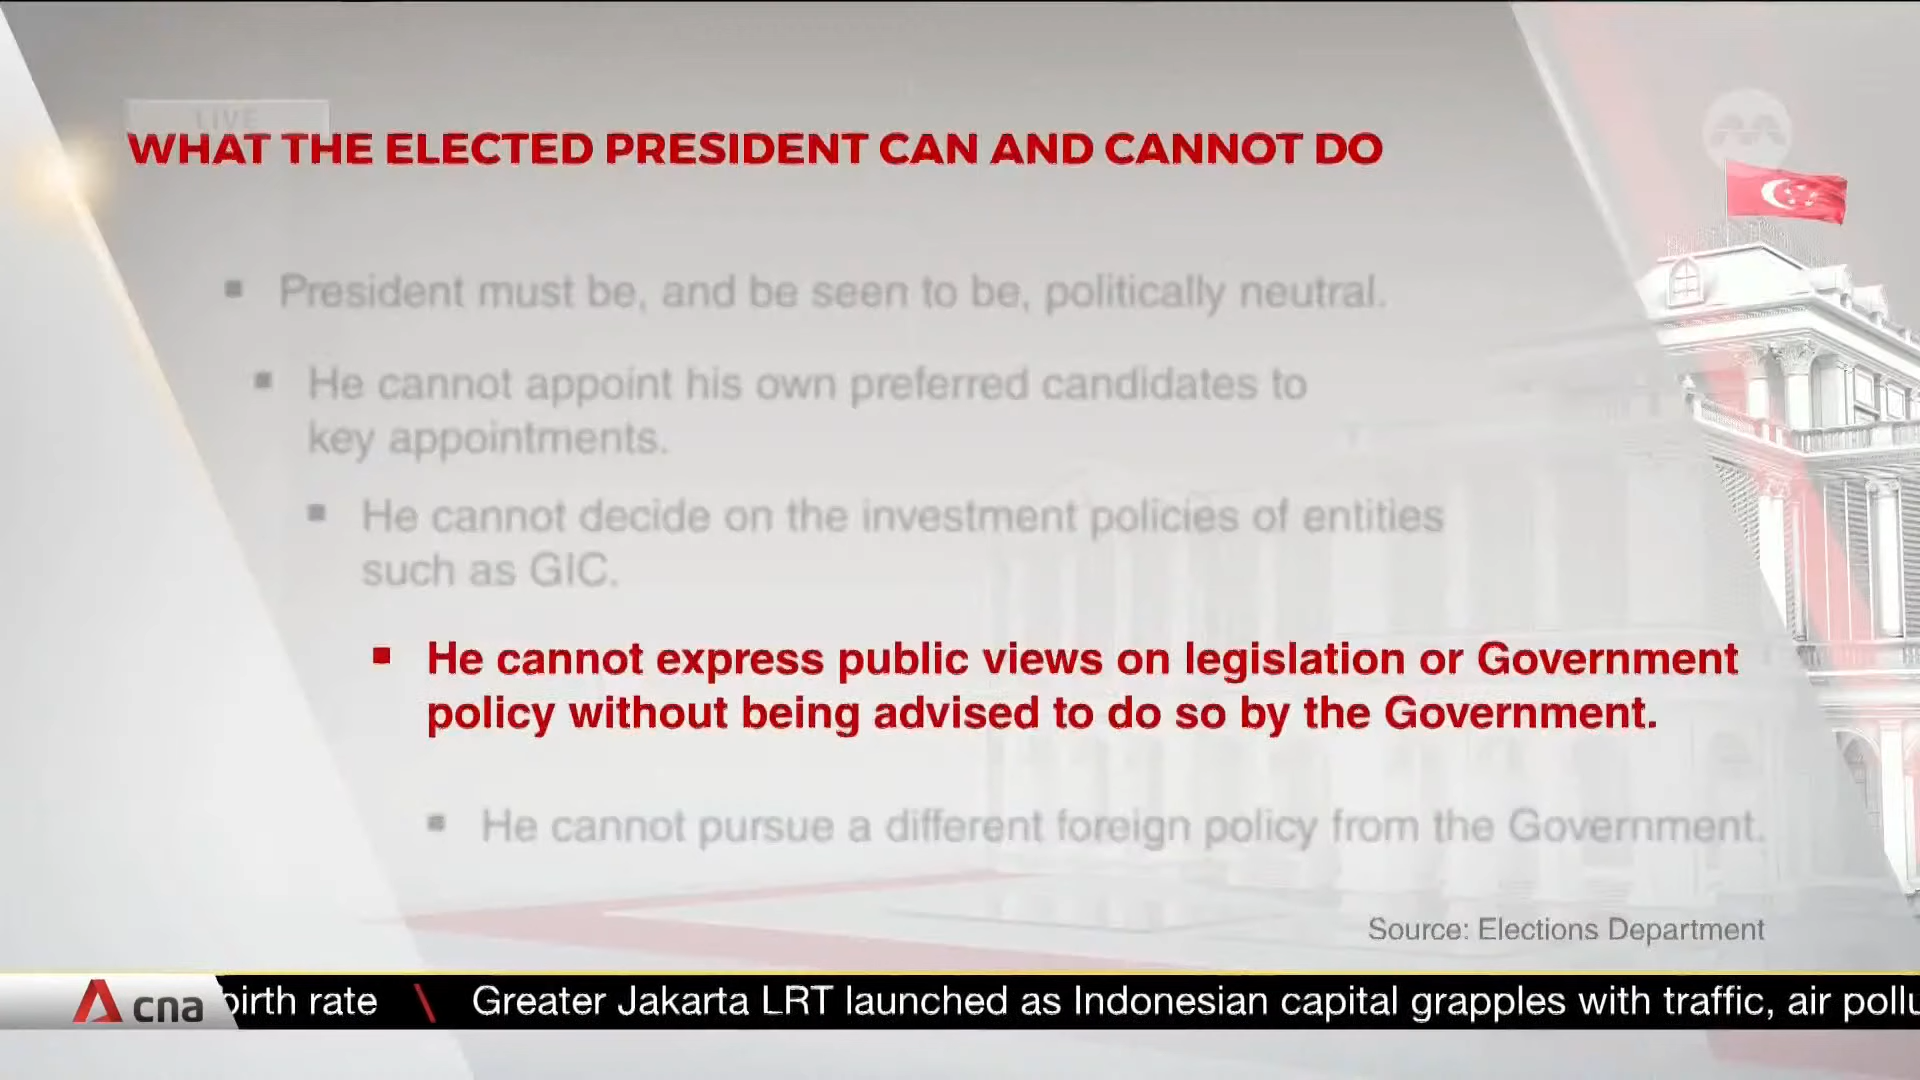 LIVE
WHAT THE ELECTED PRESIDENT CAN AND CANNOT DO
▪ President must be, and be seen to be, politically neutral.
▪ He cannot appoint his own preferred candidates to
key appointments.
▪ He cannot decide on the investment policies of entities
such as GIC.
▪ He cannot express public views on legislation or Government
policy without being advised to do so by the Government.
▪ He cannot pursue a different foreign policy from the Government.
Source: Elections Department
cna birth rate \ Greater Jakarta LRT launched as Indonesian capital grapples with traffic, air pollu